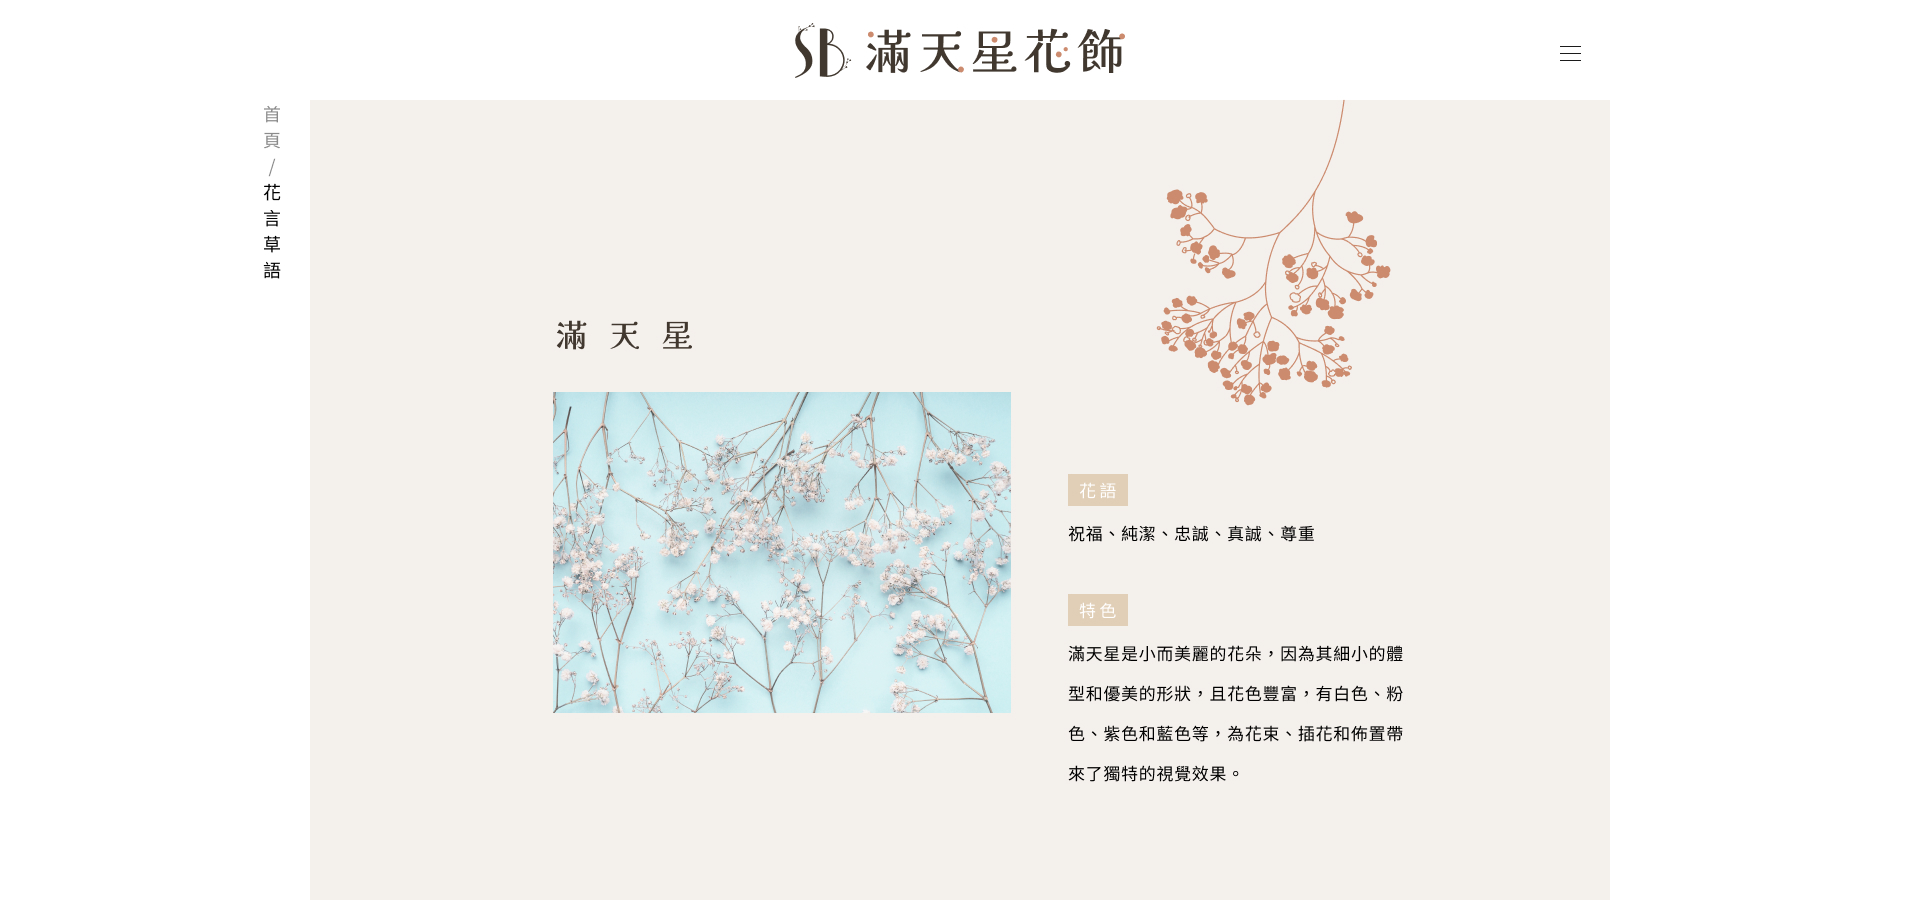 SB 滿天星花飾
首頁/花言草語
滿天星
花語
祝福、純潔、忠誠、真誠、尊重
特色
滿天星是小而美麗的花朵，因為其細小的體
型和優美的形狀，且花色豐富，有白色、粉
色、紫色和藍色等，為花束、插花和佈置帶
來了獨特的視覺效果。